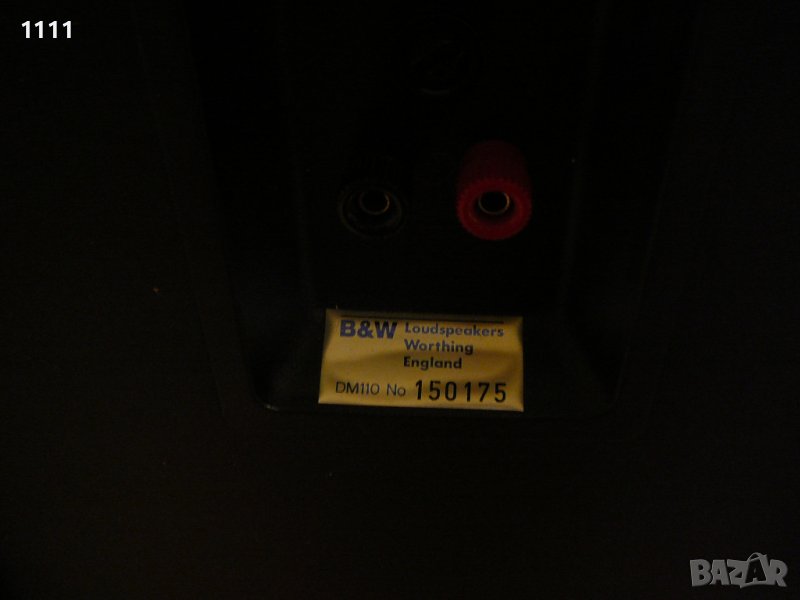 1111
B&W Loudspeakers
Worthing
England
DM110 No 150175
BAZAR